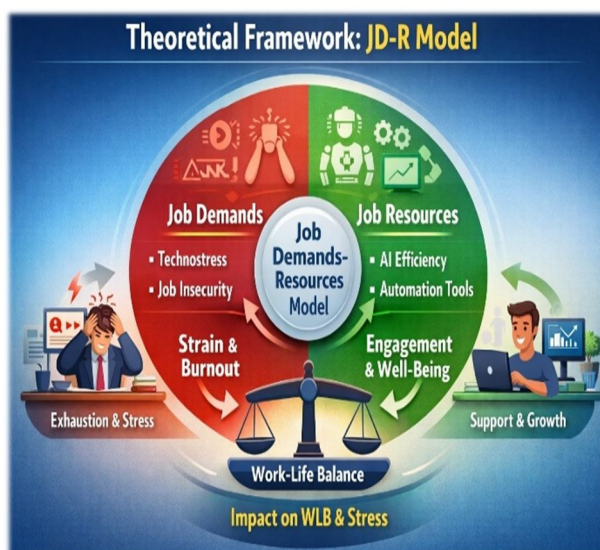 Theoretical Framework: JD-R Model
Job Demands
Job Resources
Job
Demands-
Resources
Model
▪ Technostress
▪ Job Insecurity
▪ AI Efficiency
▪ Automation Tools
Strain &
Burnout
Engagement
& Well-Being
Exhaustion & Stress
Support & Growth
Work-Life Balance
Impact on WLB & Stress